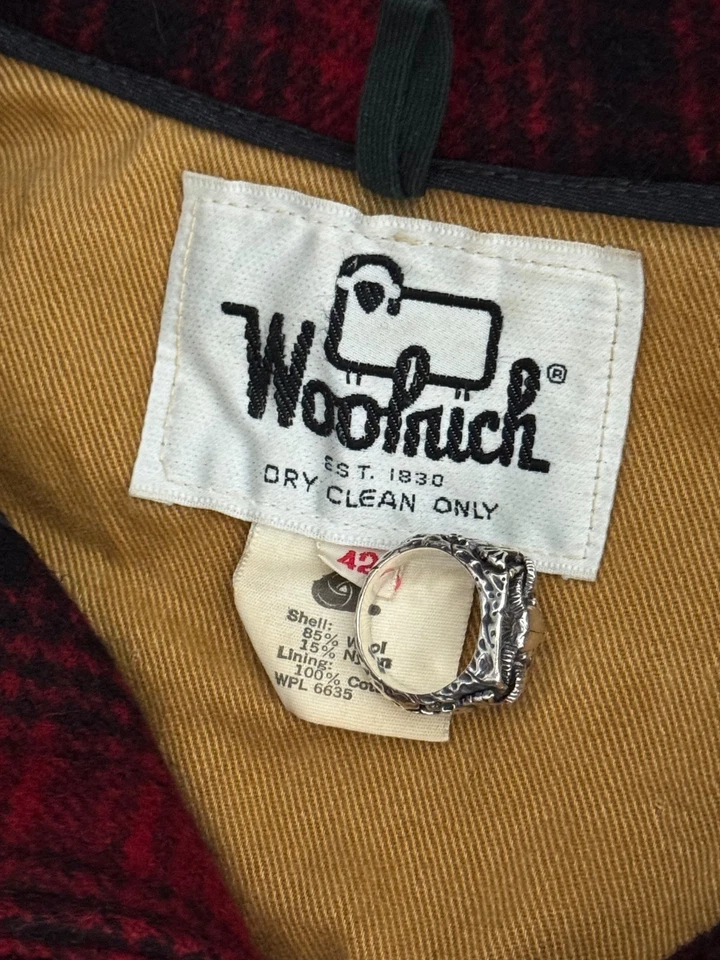 Woolrich®
EST. 1830
DRY CLEAN ONLY
42
Shell:
85%
15%
Lining:
100%
WPL 6635